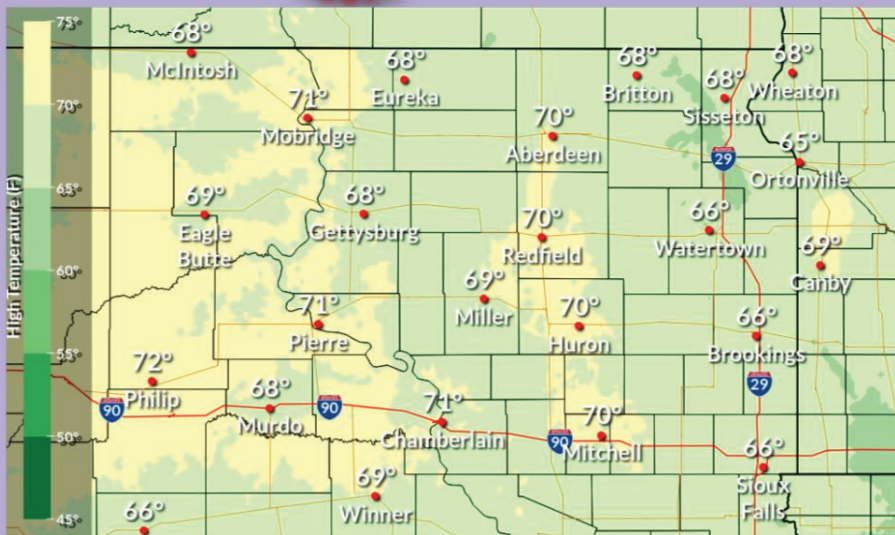 High Temperature (F)
75°
70°
65°
60°
55°
50°
45°
68°
McIntosh
71°
Mobridge
68°
Eureka
68°
Britton
68°
Sisseton
68°
Wheaton
70°
Aberdeen
65°
Ortonville
29
69°
Eagle
Butte
68°
Gettysburg
70°
Redfield
66°
Watertown
69°
Canby
71°
Pierre
69°
Miller
70°
Huron
66°
Brookings
72°
Philip
90
68°
Murdo
90
71°
Chamberlain
90
70°
Mitchell
29
66°
Sioux
Falls
69°
Winner
66°